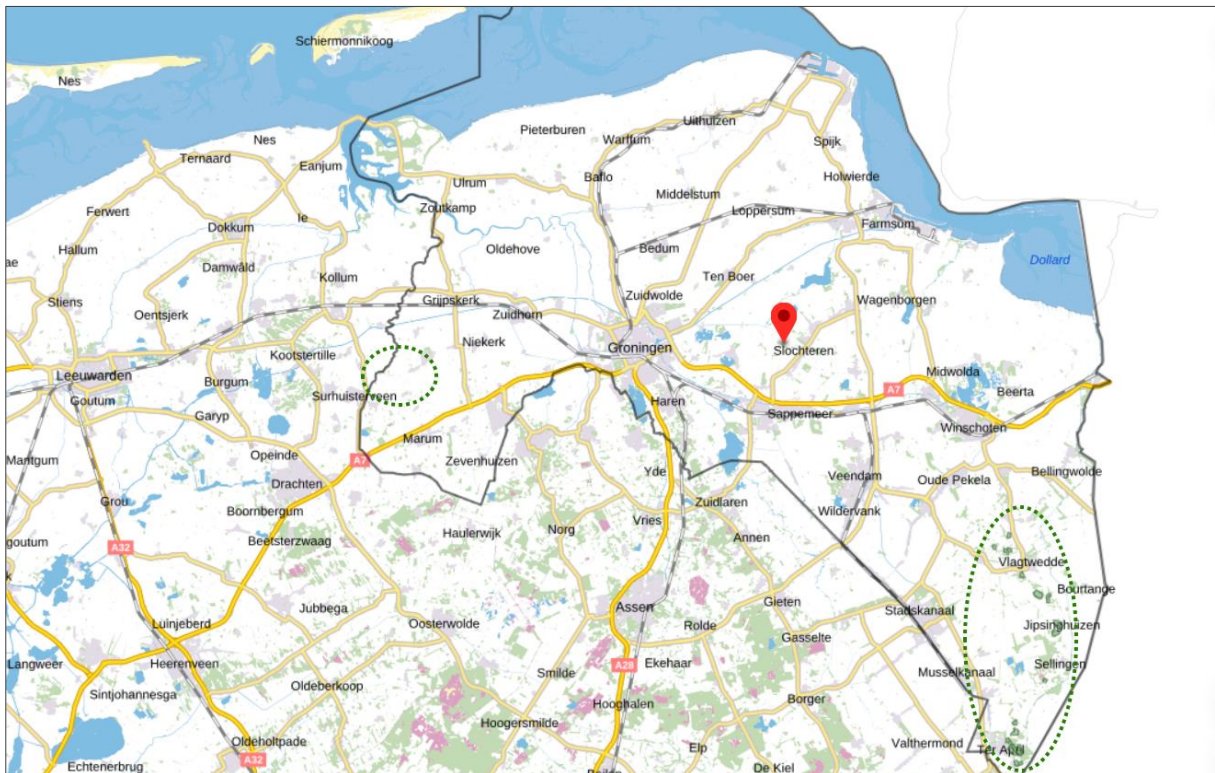 Schiermonnikoog
Nes
Nes
Ternaard
Eanjum
Pieterburen
Warffum
Uithuizen
Spijk
Ferwert
Ie
Ulrum
Baflo
Middelstum
Holwierde
Zoutkamp
Loppersum
Farmsum
Dokkum
Hallum
Oldehove
Bedum
Dollard
ae
Damwâld
Kollum
Ten Boer
Stiens
Grijpskerk
Zuidwolde
Wagenborgen
Oentsjerk
Zuidhorn
Niekerk
Groningen
Slochteren
Kootstertille
Leeuwarden
Burgum
Midwolda
Goutum
Surhuisterveen
Haren
A7
Beerta
Garyp
Sappemeer
Winschoten
Marum
Mantgum
Opeinde
A7
Zevenhuizen
Yde
Veendam
Bellingwolde
Drachten
Oude Pekela
Grou
Boornbergum
Zuidlaren
Wildervank
Vries
Norg
Haulerwijk
Annen
goutum
A32
Beetsterzwaag
Vlagtwedde
Bourtange
Jubbega
Assen
Gieten
Stadskanaal
Luinjeberd
Oosterwolde
Rolde
Jipsinghuizen
Gasselte
Langweer
Heerenveen
A28
Ekehaar
Sellingen
Smilde
Musselkanaal
Oldeberkoop
Sintjohannesga
Borger
Hooghalen
Hoogersmilde
Oldeholtpade
Elp
Valthermond
Ter Apel
A32
Echtenerbrug
De Kiel